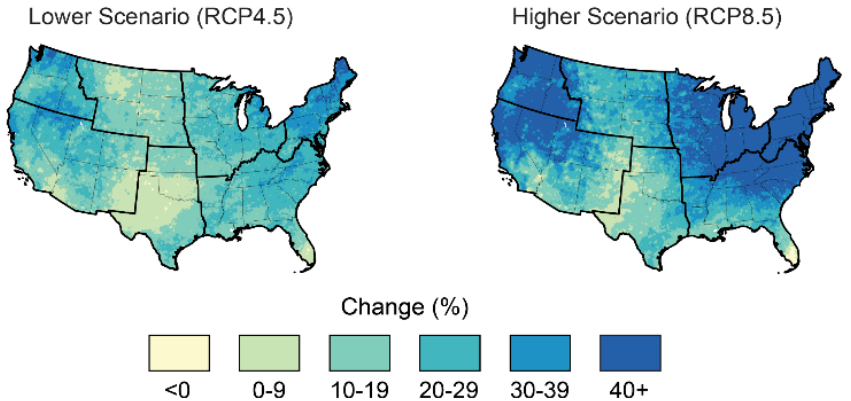 Lower Scenario (RCP4.5)
Higher Scenario (RCP8.5)
Change (%)
<0
0-9
10-19
20-29
30-39
40+